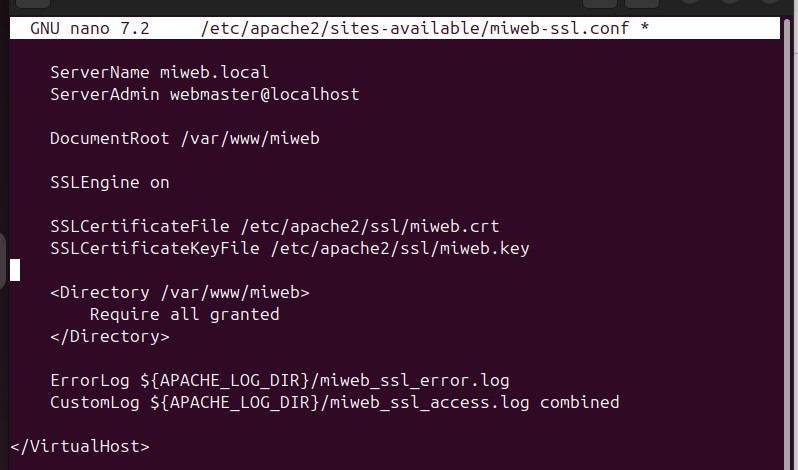 GNU nano 7.2 /etc/apache2/sites-available/miweb-ssl.conf *
ServerName miweb.local
ServerAdmin webmaster@localhost
DocumentRoot /var/www/miweb
SSLEngine on
SSLCertificateFile /etc/apache2/ssl/miweb.crt
SSLCertificateKeyFile /etc/apache2/ssl/miweb.key
<Directory /var/www/miweb>
Require all granted
</Directory>
ErrorLog ${APACHE_LOG_DIR}/miweb_ssl_error.log
CustomLog ${APACHE_LOG_DIR}/miweb_ssl_access.log combined
</VirtualHost>